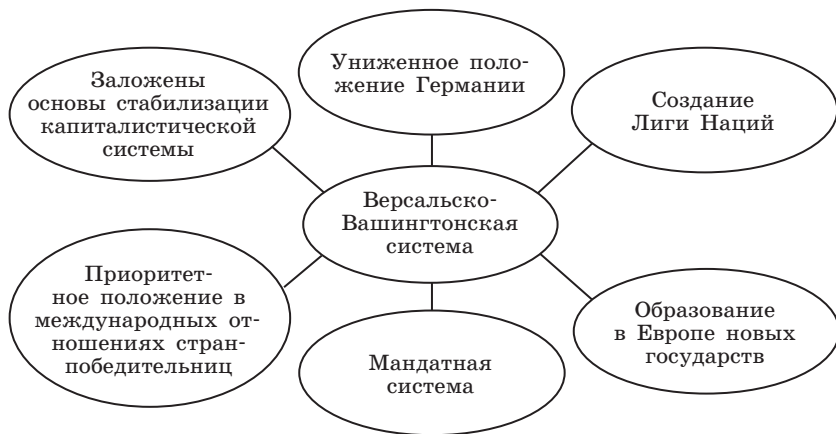 Заложены
основы стабилизации
капиталистической
системы
Униженное поло-
жение Германии
Создание
Лиги Наций
Версальско-
Вашингтонская
система
Приоритет-
ное положение в
международных от-
ношениях стран-
победительниц
Мандатная
система
Образование
в Европе новых
государств